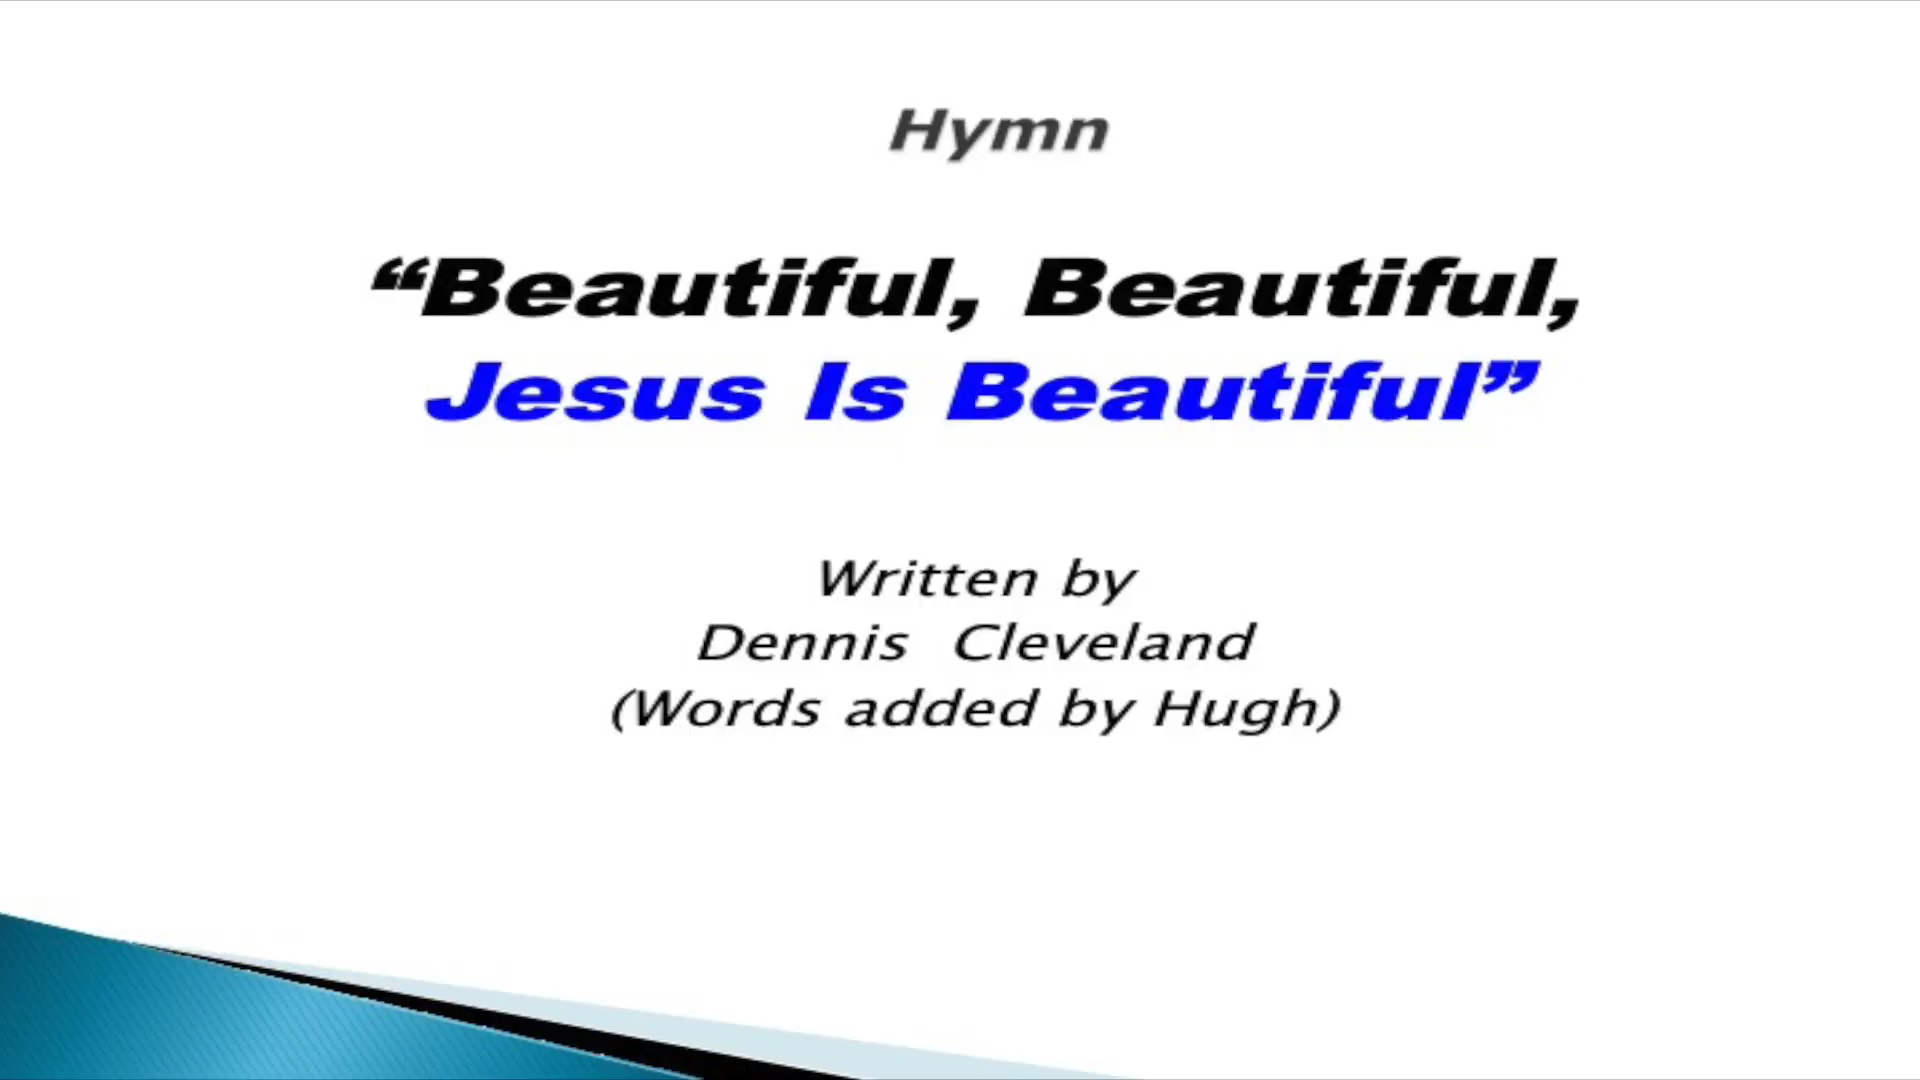 Hymn
“Beautiful, Beautiful,
Jesus Is Beautiful”
Written by
Dennis  Cleveland
(Words added by Hugh)